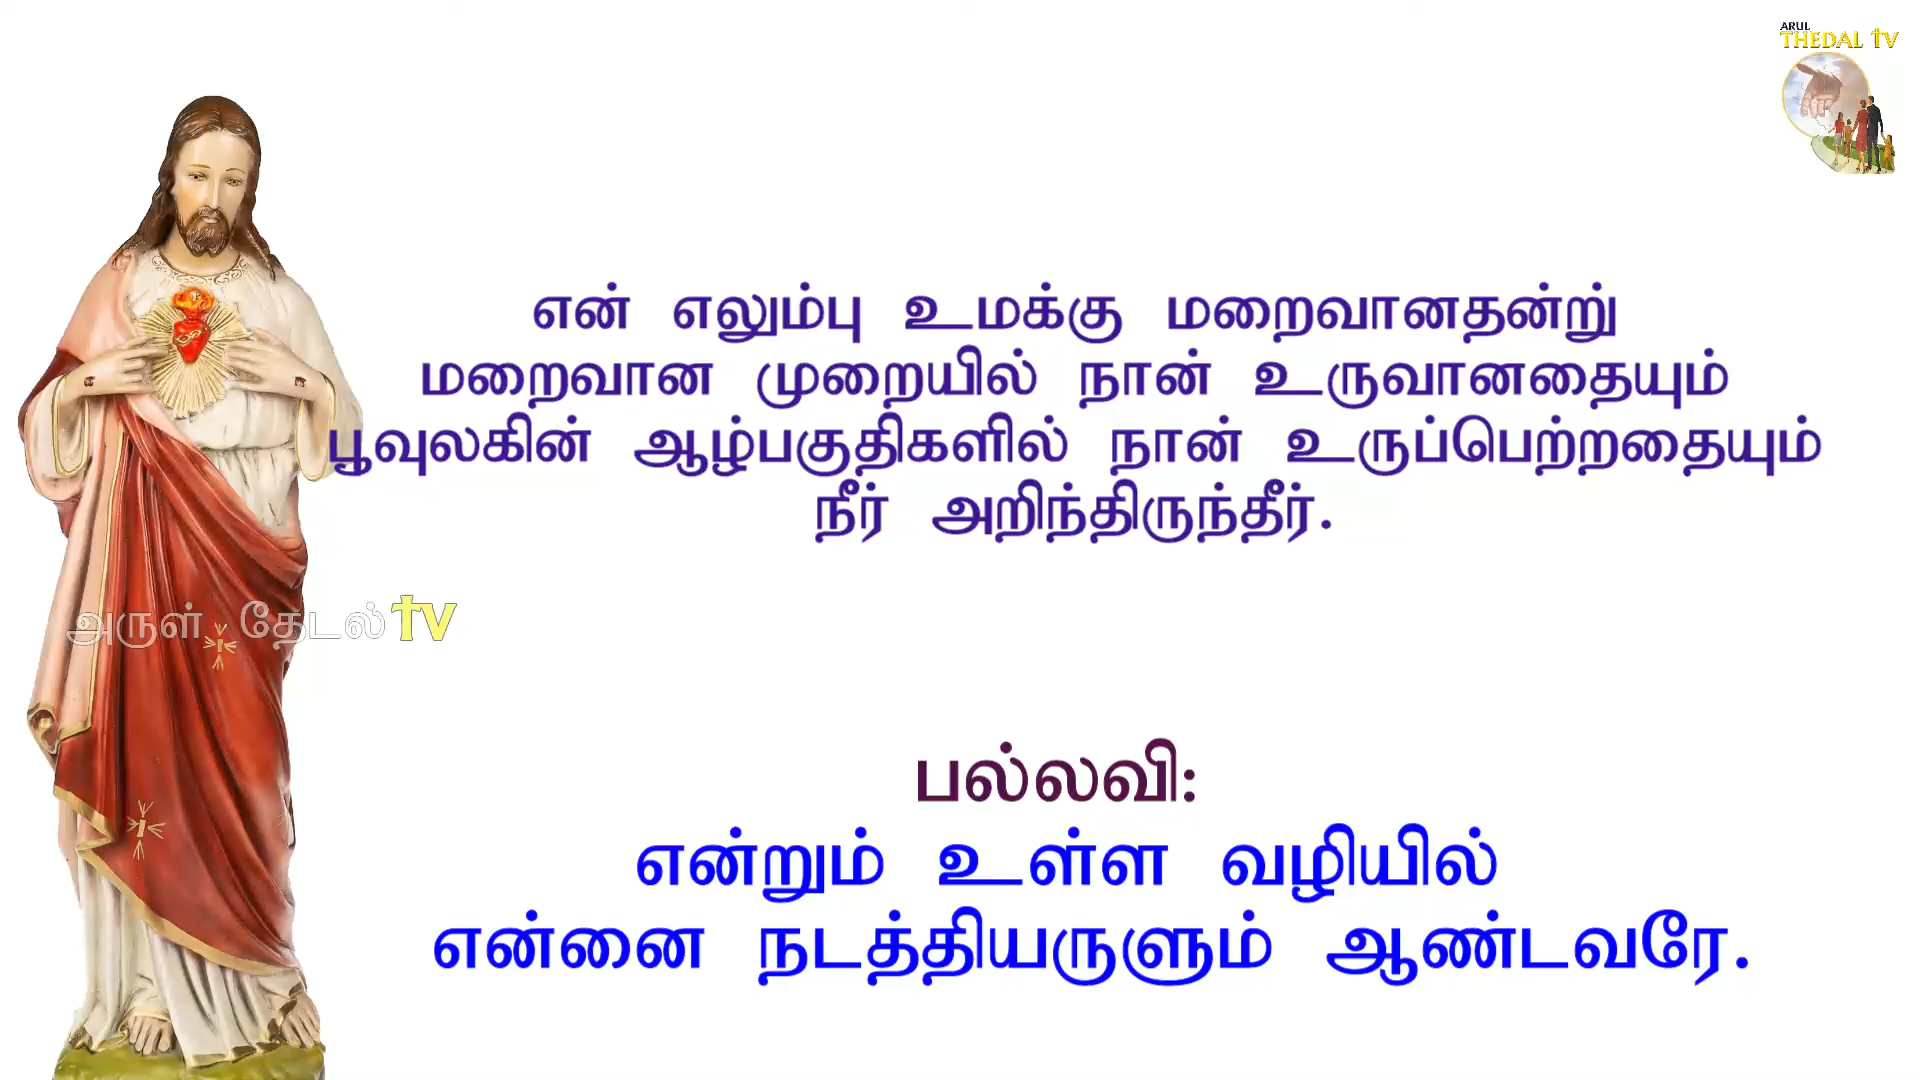 ARUL
THEDAL TV
என் எலும்பு உமக்கு மறைவானதன்று
மறைவான முறையில் நான் உருவானதையும்
பூவுலகின் ஆழ்பகுதிகளில் நான் உருப்பெற்றதையும்
நீர் அறிந்திருந்தீர்.
அருள் தேடல் TV
பல்லவி:
என்றும் உள்ள வழியில்
என்னை நடத்தியருளும் ஆண்டவரே.